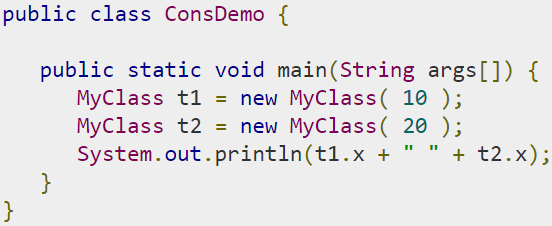 public class ConsDemo {
public static void main(String args[]) {
MyClass t1 = new MyClass( 10 );
MyClass t2 = new MyClass( 20 );
System.out.println(t1.x + " " + t2.x);
}
}